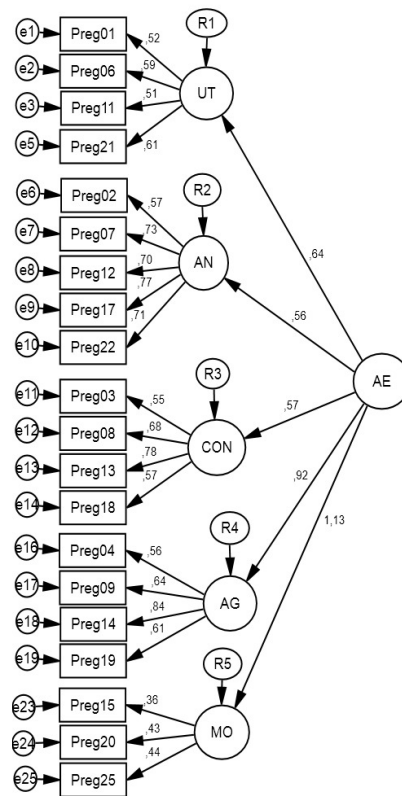 e1 Preg01 ,52 R1
e2 Preg06 ,59 UT
e3 Preg11 ,51
e5 Preg21 ,61
,64
e6 Preg02 ,57 R2
e7 Preg07 ,73
e8 Preg12 ,70 AN
e9 Preg17 ,77
e10 Preg22 ,71
,56
AE
e11 Preg03 ,55 R3
,57
e12 Preg08 ,68 CON
e13 Preg13 ,78
e14 Preg18 ,57
,92
1,13
e16 Preg04 ,56 R4
e17 Preg09 ,64 AG
e18 Preg14 ,84
e19 Preg19 ,61
R5
e23 Preg15 ,36
e24 Preg20 ,43 MO
e25 Preg25 ,44